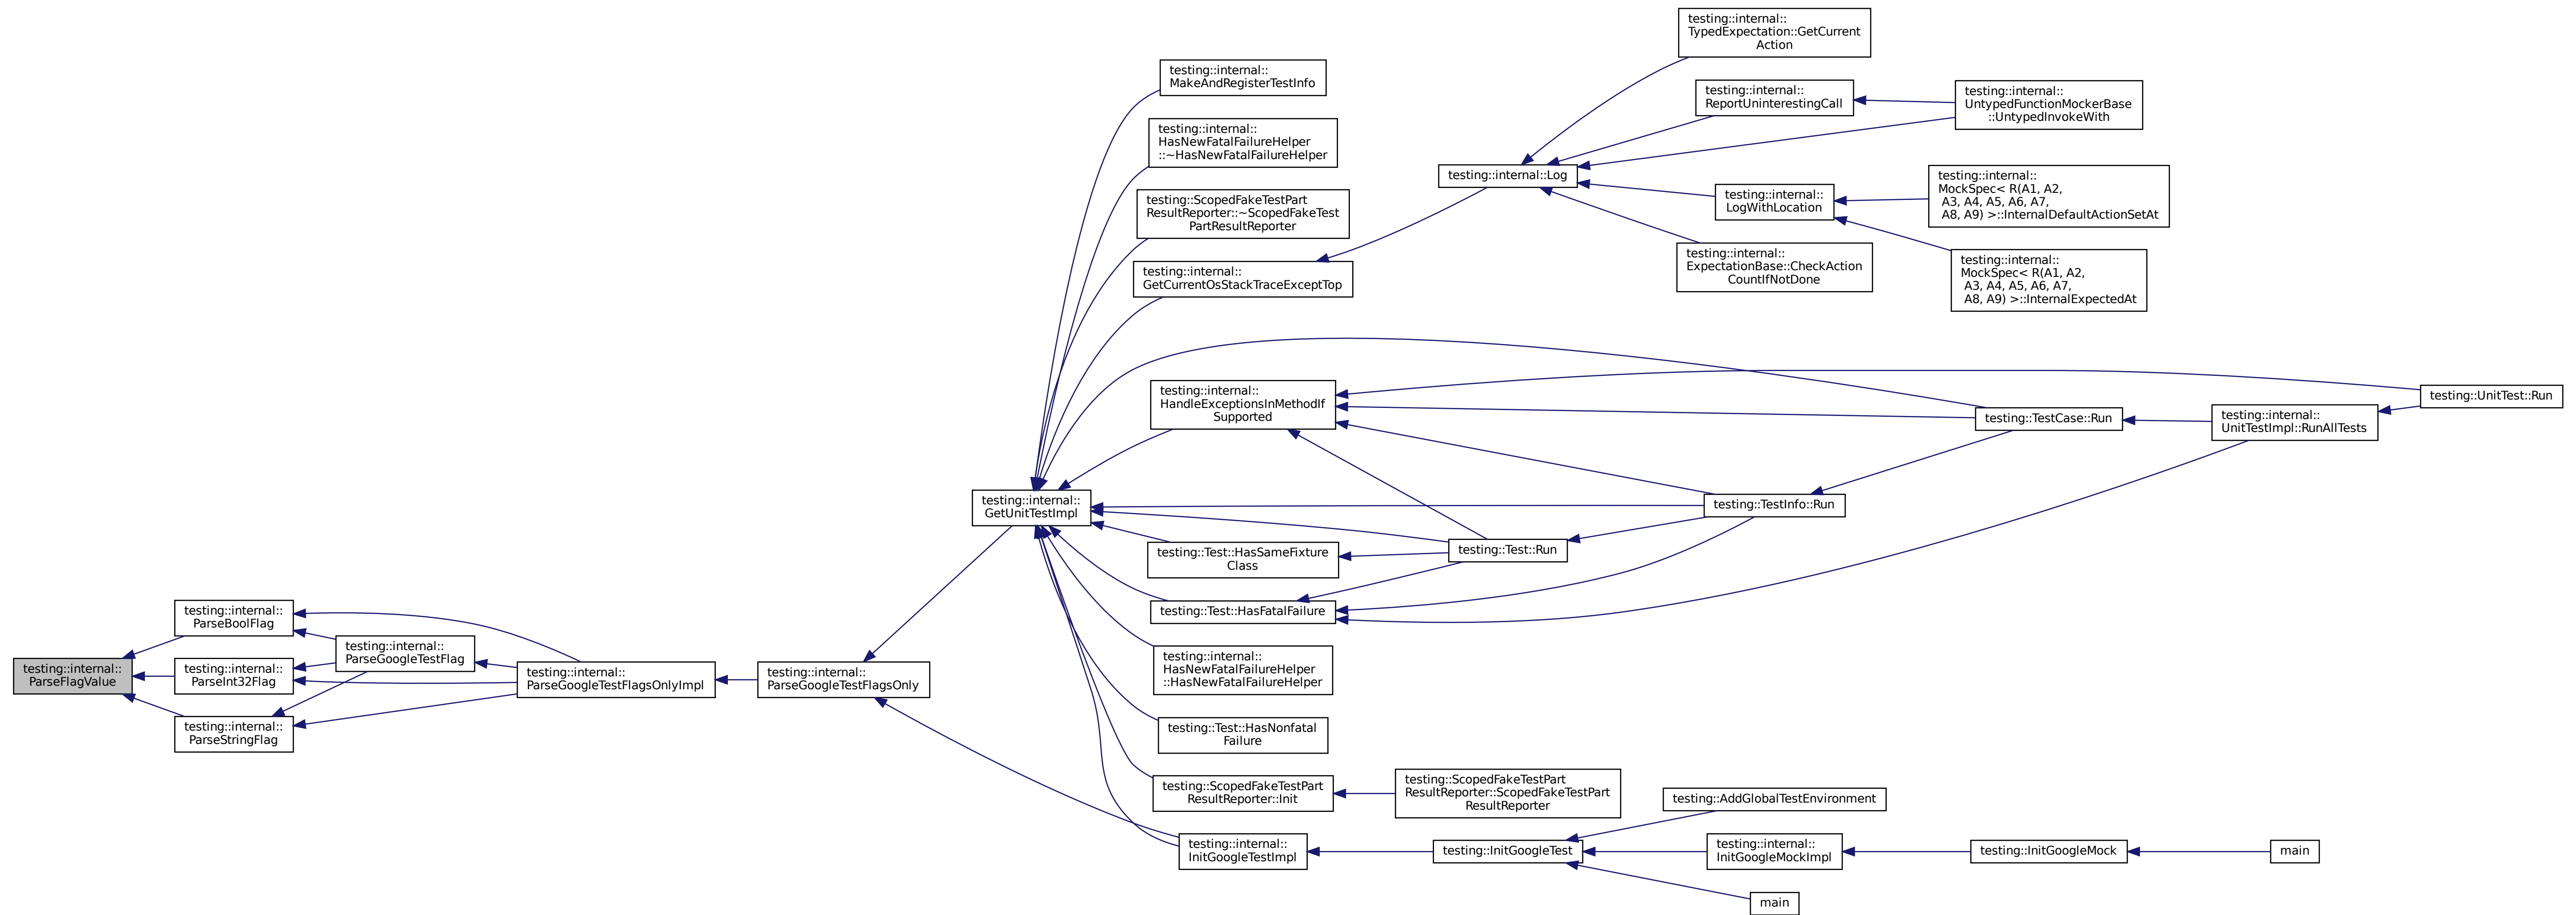 testing::internal::
ParseFlagValue
testing::internal::
ParseBoolFlag
testing::internal::
ParseInt32Flag
testing::internal::
ParseStringFlag
testing::internal::
ParseGoogleTestFlag
testing::internal::
ParseGoogleTestFlagsOnlyImpl
testing::internal::
ParseGoogleTestFlagsOnly
testing::internal::
GetUnitTestImpl
testing::internal::
MakeAndRegisterTestInfo
testing::internal::
HasNewFatalFailureHelper
::~HasNewFatalFailureHelper
testing::ScopedFakeTestPart
ResultReporter::~ScopedFakeTest
PartResultReporter
testing::internal::
GetCurrentOsStackTraceExceptTop
testing::internal::
HandleExceptionsInMethodIf
Supported
testing::Test::HasSameFixture
Class
testing::Test::HasFatalFailure
testing::internal::
HasNewFatalFailureHelper
::HasNewFatalFailureHelper
testing::Test::HasNonfatal
Failure
testing::ScopedFakeTestPart
ResultReporter::Init
testing::internal::
InitGoogleTestImpl
testing::internal::Log
testing::Test::Run
testing::ScopedFakeTestPart
ResultReporter::ScopedFakeTestPart
ResultReporter
testing::InitGoogleTest
testing::internal::
TypedExpectation::GetCurrent
Action
testing::internal::
ReportUninterestingCall
testing::internal::
LogWithLocation
testing::internal::
ExpectationBase::CheckAction
CountIfNotDone
testing::TestInfo::Run
testing::AddGlobalTestEnvironment
testing::internal::
InitGoogleMockImpl
main
testing::internal::
UntypedFunctionMockerBase
::UntypedInvokeWith
testing::internal::
MockSpec< R(A1, A2,
A3, A4, A5, A6, A7,
A8, A9) >::InternalDefaultActionSetAt
testing::internal::
MockSpec< R(A1, A2,
A3, A4, A5, A6, A7,
A8, A9) >::InternalExpectedAt
testing::TestCase::Run
testing::InitGoogleMock
testing::internal::
UnitTestImpl::RunAllTests
main
testing::UnitTest::Run